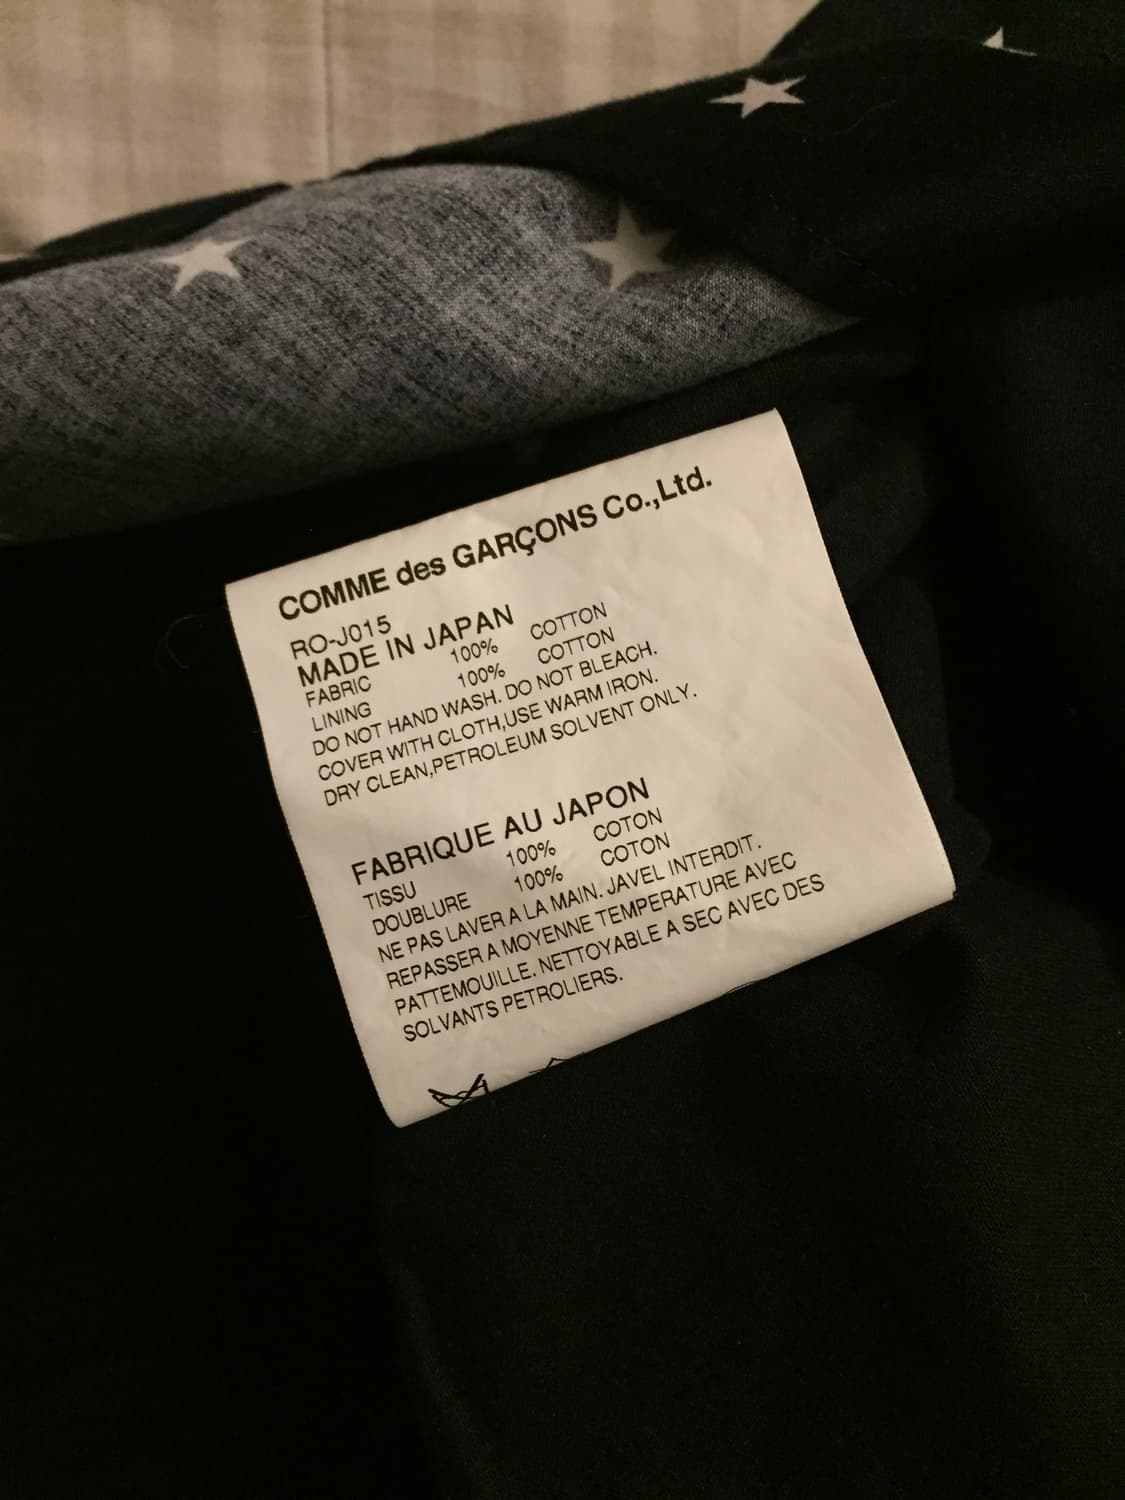 COMME des GARÇONS Co.,Ltd.
RO-J015
MADE IN JAPAN
FABRIC 100% COTTON
LINING 100% COTTON
DO NOT HAND WASH. DO NOT BLEACH.
COVER WITH CLOTH,USE WARM IRON.
DRY CLEAN,PETROLEUM SOLVENT ONLY.
FABRIQUE AU JAPON
TISSU 100% COTON
DOUBLURE 100% COTON
NE PAS LAVER A LA MAIN. JAVEL INTERDIT.
REPASSER A MOYENNE TEMPERATURE AVEC
PATTEMOUILLE. NETTOYABLE A SEC AVEC DES
SOLVANTS PETROLIERS.